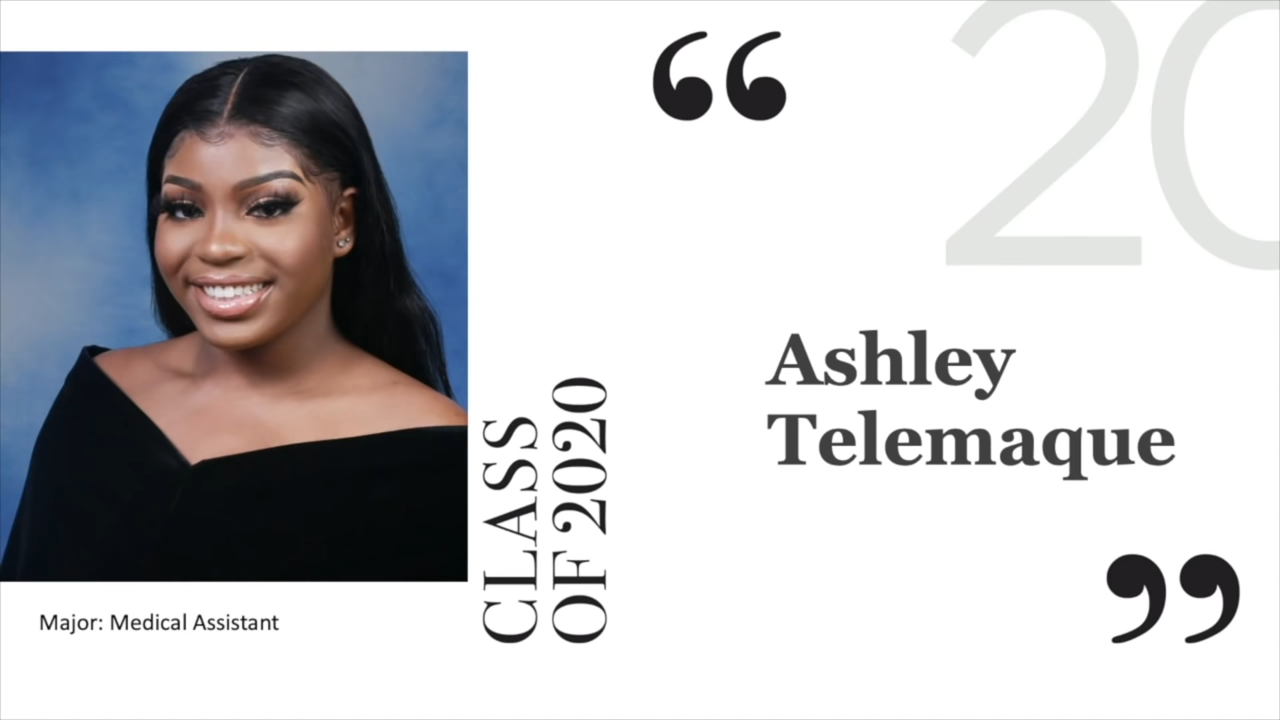 “
20
Ashley
Telemaque
”
CLASS
OF 2020
Major: Medical Assistant